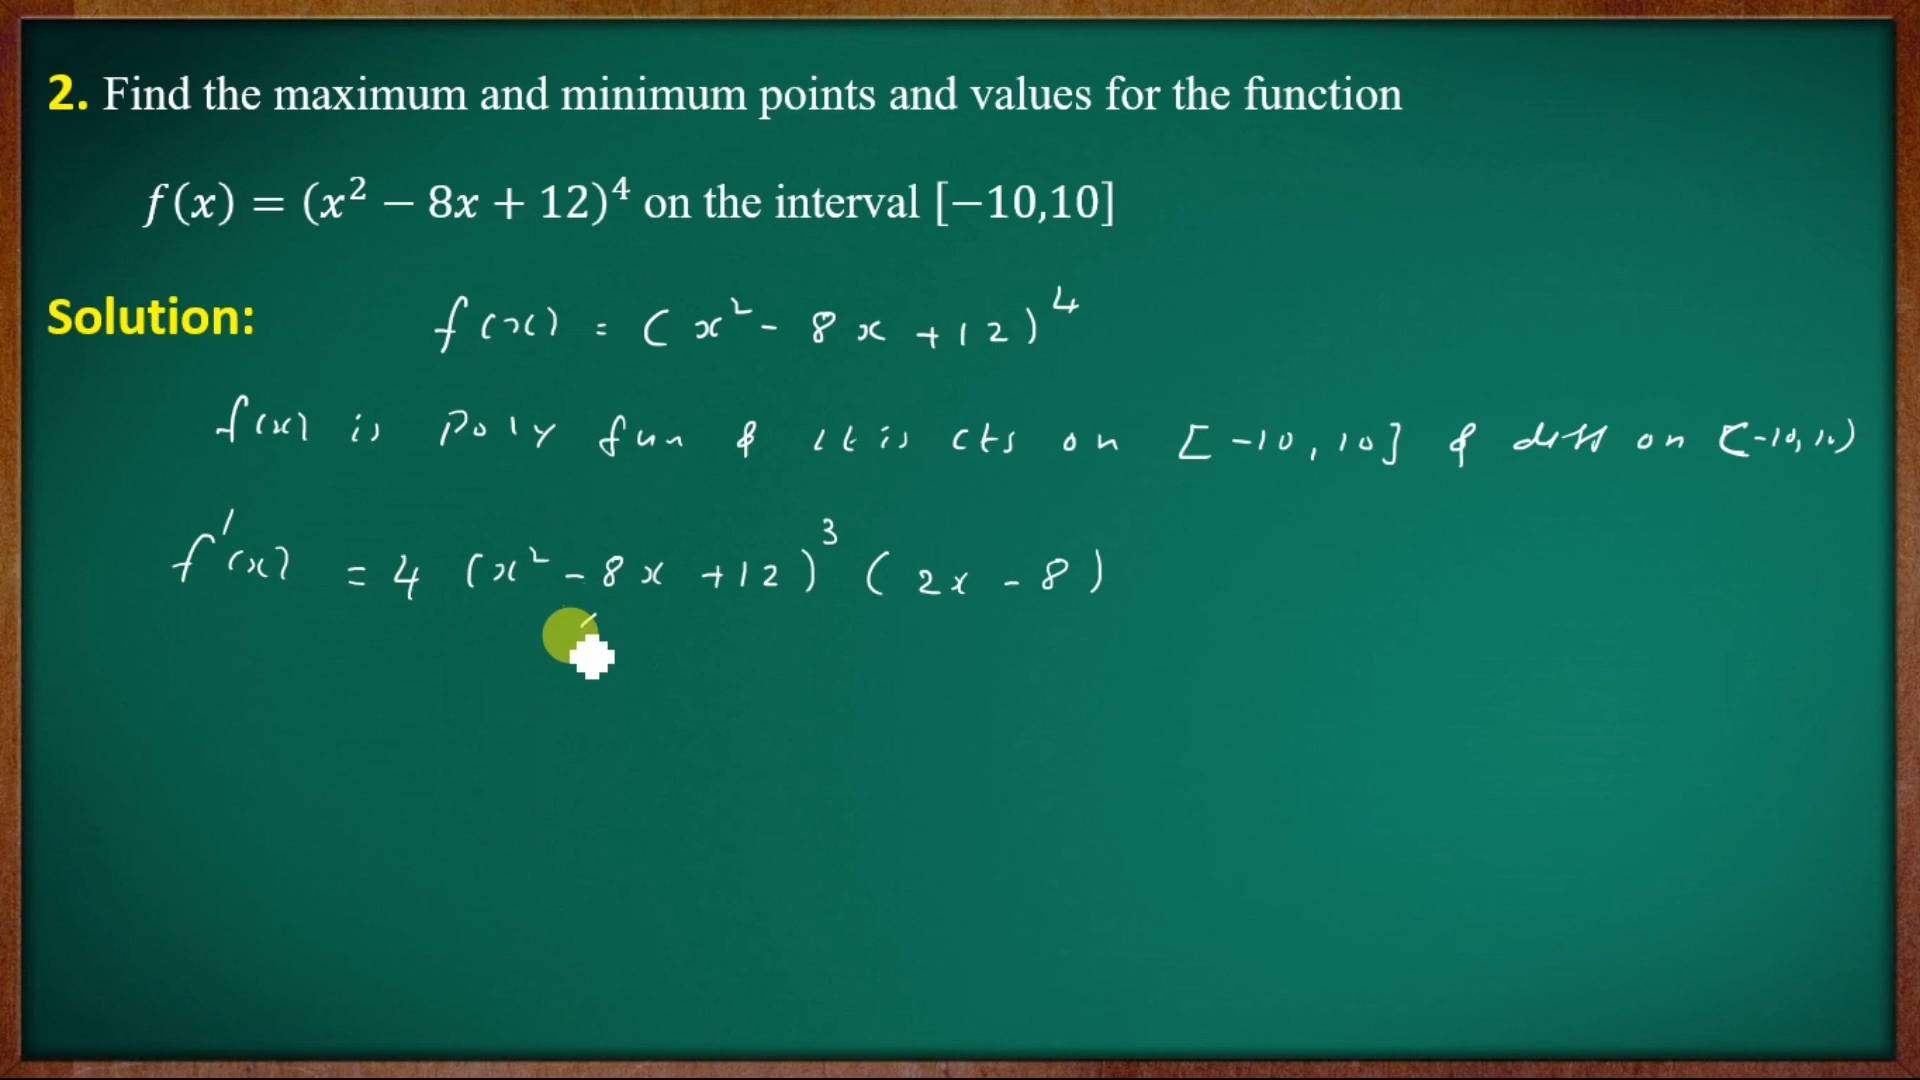 2. Find the maximum and minimum points and values for the function
f(x) = (x² − 8x + 12)⁴ on the interval [−10,10]
Solution: f(x) = (x² - 8x + 12)⁴
f(x) is poly fun & it is cts on [-10, 10] & diff on (-10, 10)
f'(x) = 4 (x² - 8x + 12)³ (2x - 8)